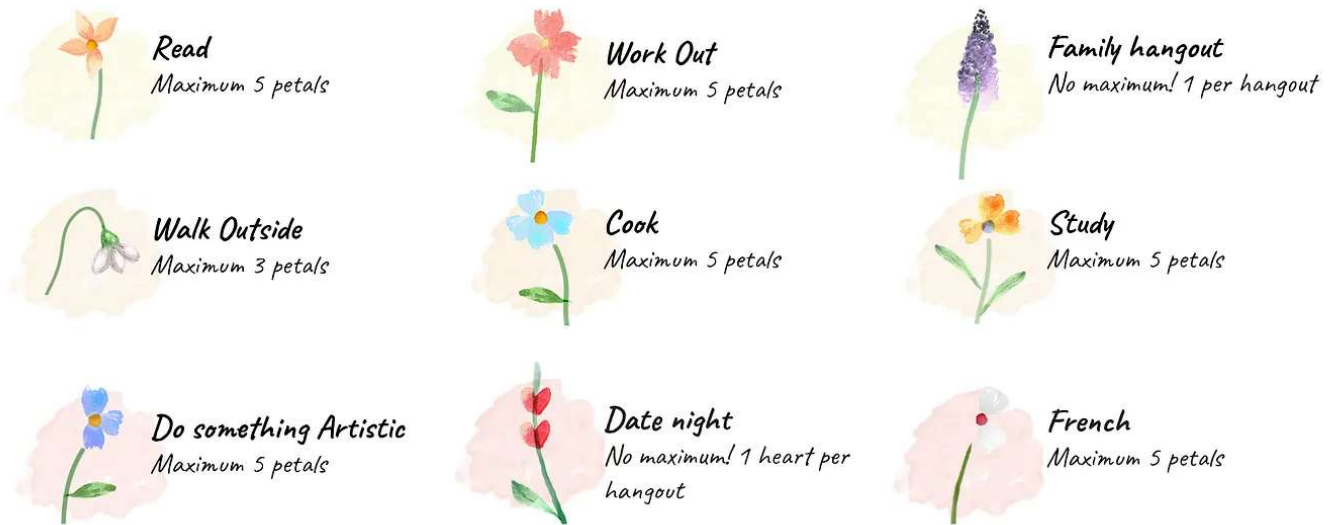 Read
Maximum 5 petals
Work Out
Maximum 5 petals
Family hangout
No maximum! 1 per hangout
Walk Outside
Maximum 3 petals
Cook
Maximum 5 petals
Study
Maximum 5 petals
Do something Artistic
Maximum 5 petals
Date night
No maximum! 1 heart per
hangout
French
Maximum 5 petals